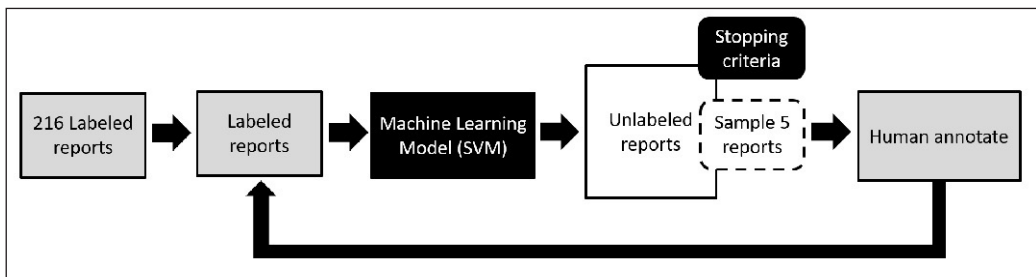 216 Labeled
reports
Labeled
reports
Machine Learning
Model (SVM)
Unlabeled
reports
Stopping
criteria
Sample 5
reports
Human annotate